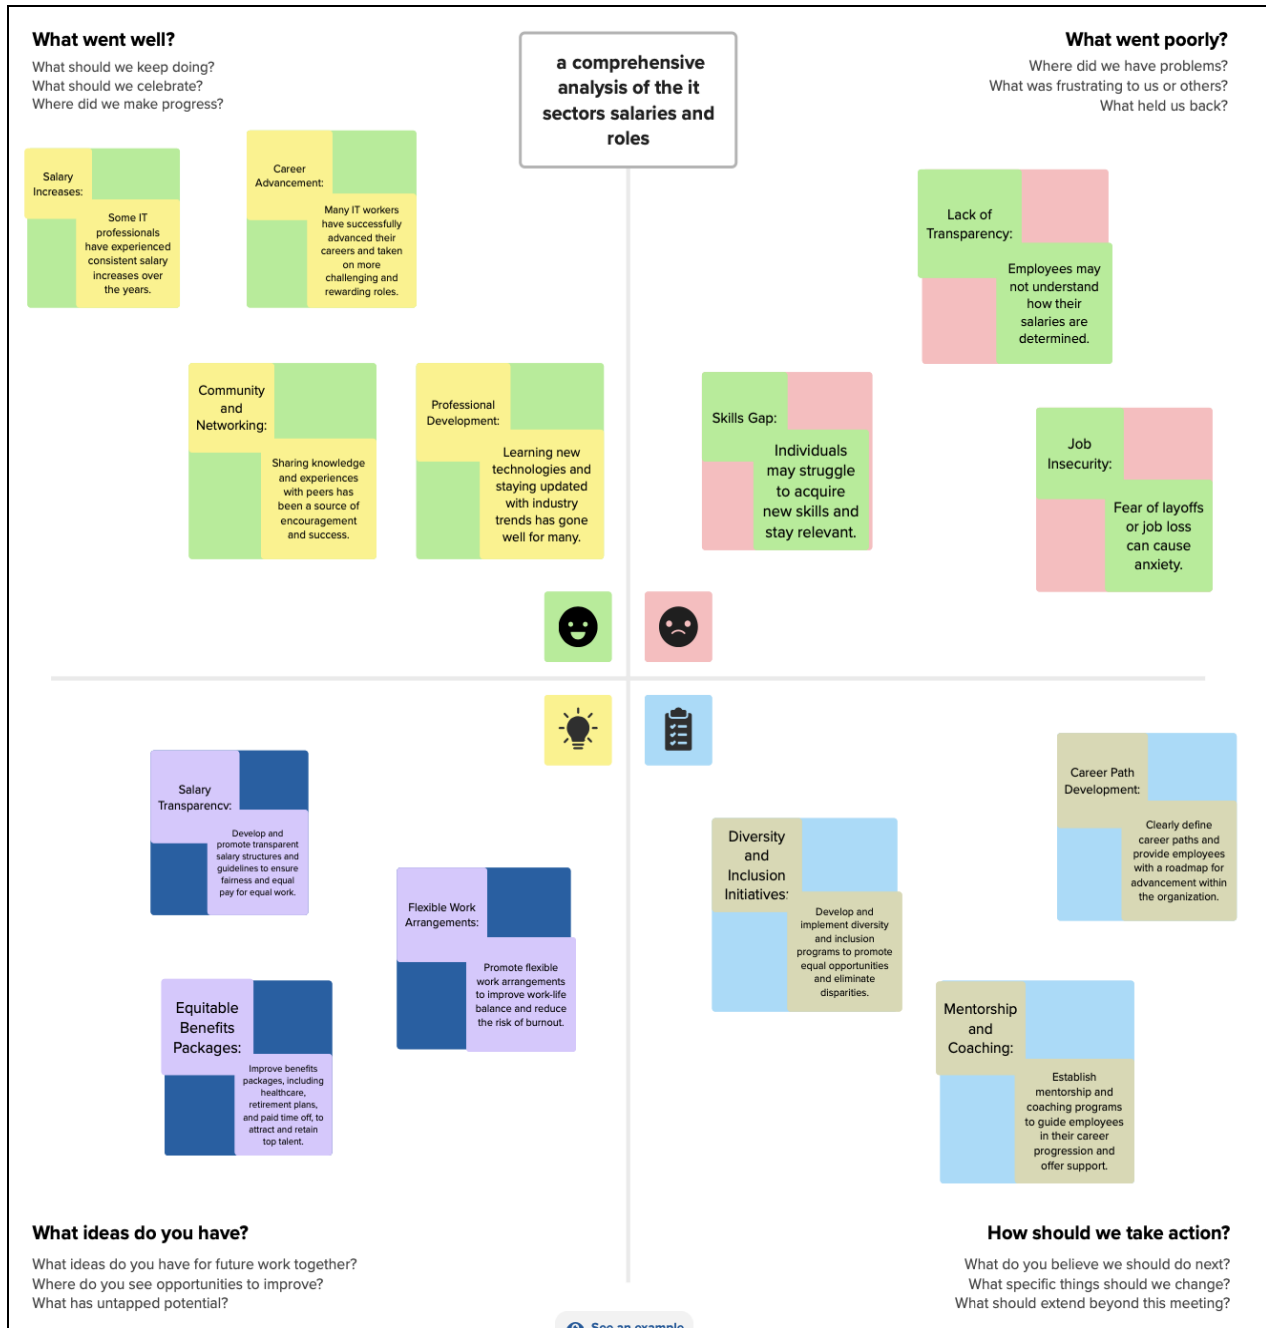 What went well?
What should we keep doing?
What should we celebrate?
Where did we make progress?
a comprehensive
analysis of the it
sectors salaries and
roles
What went poorly?
Where did we have problems?
What was frustrating to us or others?
What held us back?
Salary
Increases:
Some IT
professionals
have experienced
consistent salary
increases over
the years.
Career
Advancement:
Many IT workers
have successfully
advanced their
careers and taken
on more
challenging and
rewarding roles.
Community
and
Networking:
Sharing knowledge
and experiences
with peers has
been a source of
encouragement
and success.
Professional
Development:
Learning new
technologies and
staying updated
with industry
trends has gone
well for many.
Lack of
Transparency:
Employees may
not understand
how their
salaries are
determined.
Skills Gap:
Individuals
may struggle
to acquire
new skills and
stay relevant.
Job
Insecurity:
Fear of layoffs
or job loss
can cause
anxiety.
Salary
Transparency:
Develop and
promote transparent
salary structures and
guidelines to ensure
fairness and equal
pay for equal work.
Flexible Work
Arrangements:
Promote flexible
work arrangements
to improve work-life
balance and reduce
the risk of burnout.
Equitable
Benefits
Packages:
Improve benefits
packages, including
healthcare,
retirement plans,
and paid time off, to
attract and retain
top talent.
Diversity
and
Inclusion
Initiatives:
Develop and
implement diversity
and inclusion
programs to promote
equal opportunities
and eliminate
disparities.
Career Path
Development:
Clearly define
career paths and
provide employees
with a roadmap for
advancement within
the organization.
Mentorship
and
Coaching:
Establish
mentorship and
coaching programs
to guide employees
in their career
progression and
offer support.
What ideas do you have?
What ideas do you have for future work together?
Where do you see opportunities to improve?
What has untapped potential?
How should we take action?
What do you believe we should do next?
What specific things should we change?
What should extend beyond this meeting?
See an example